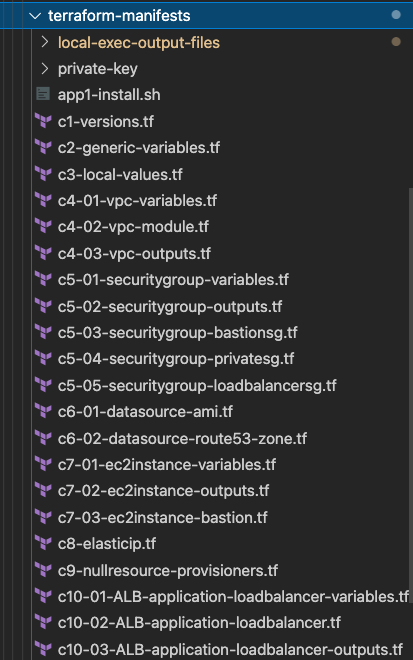 terraform-manifests
local-exec-output-files
private-key
app1-install.sh
c1-versions.tf
c2-generic-variables.tf
c3-local-values.tf
c4-01-vpc-variables.tf
c4-02-vpc-module.tf
c4-03-vpc-outputs.tf
c5-01-securitygroup-variables.tf
c5-02-securitygroup-outputs.tf
c5-03-securitygroup-bastionsg.tf
c5-04-securitygroup-privatesg.tf
c5-05-securitygroup-loadbalancersg.tf
c6-01-datasource-ami.tf
c6-02-datasource-route53-zone.tf
c7-01-ec2instance-variables.tf
c7-02-ec2instance-outputs.tf
c7-03-ec2instance-bastion.tf
c8-elasticip.tf
c9-nullresource-provisioners.tf
c10-01-ALB-application-loadbalancer-variables.tf
c10-02-ALB-application-loadbalancer.tf
c10-03-ALB-application-loadbalancer-outputs.tf